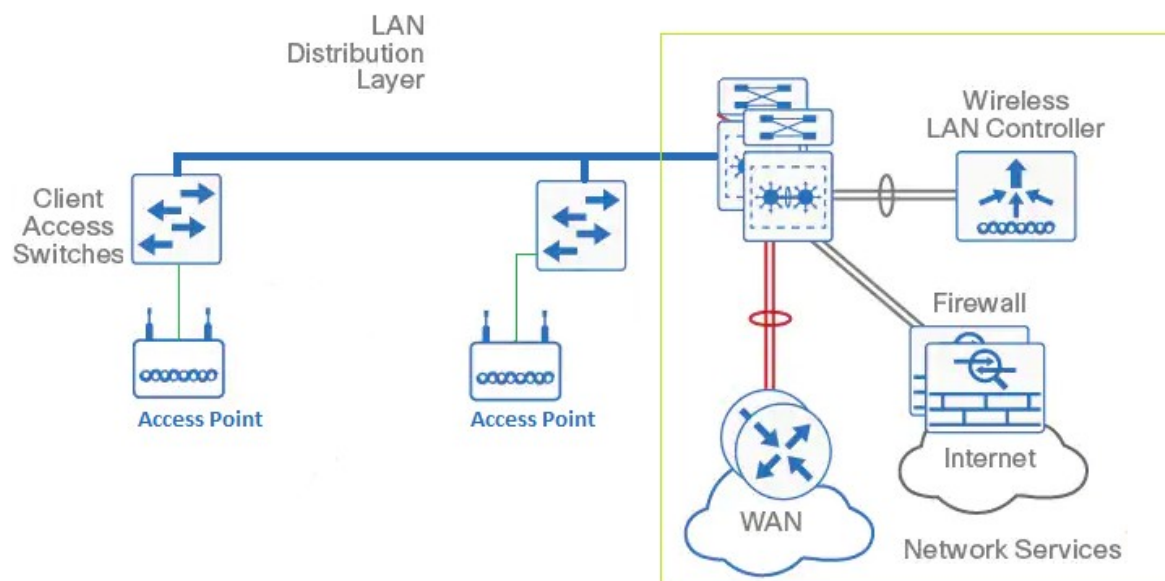 LAN
Distribution
Layer
Wireless
LAN Controller
Client
Access
Switches
Firewall
Access Point
Access Point
Internet
WAN
Network Services